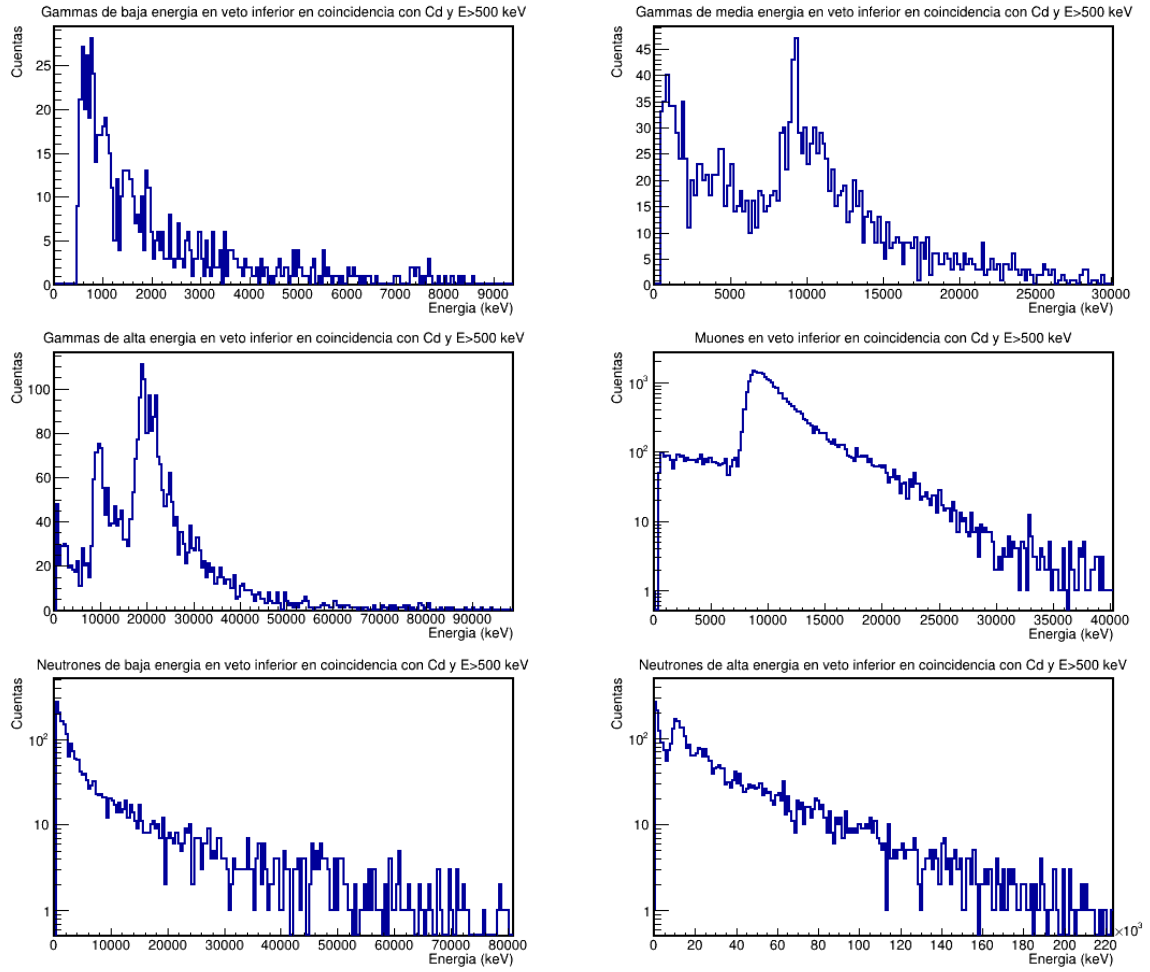 Gammas de baja energia en veto inferior en coincidencia con Cd y E>500 keV
Cuentas
25
20
15
10
5
0
0 1000 2000 3000 4000 5000 6000 7000 8000 9000
Energia (keV)
Gammas de media energia en veto inferior en coincidencia con Cd y E>500 keV
Cuentas
45
40
35
30
25
20
15
10
5
0
0 5000 10000 15000 20000 25000 30000
Energia (keV)
Gammas de alta energia en veto inferior en coincidencia con Cd y E>500 keV
Cuentas
100
80
60
40
20
0
0 10000 20000 30000 40000 50000 60000 70000 80000 90000
Energia (keV)
Muones en veto inferior en coincidencia con Cd y E>500 keV
Cuentas
10³
10²
10
1
0 5000 10000 15000 20000 25000 30000 35000 40000
Energia (keV)
Neutrones de baja energia en veto inferior en coincidencia con Cd y E>500 keV
Cuentas
10²
10
1
0 10000 20000 30000 40000 50000 60000 70000 80000
Energia (keV)
Neutrones de alta energia en veto inferior en coincidencia con Cd y E>500 keV
Cuentas
10²
10
1
0 20 40 60 80 100 120 140 160 180 200 220
×10³
Energia (keV)